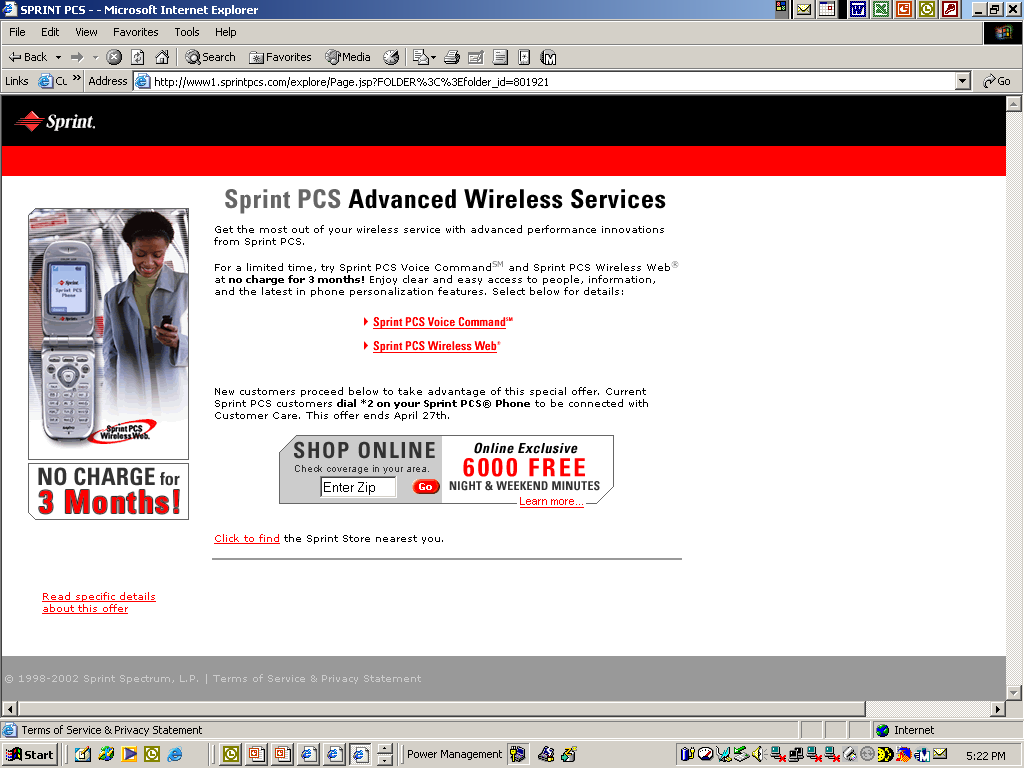 SPRINT PCS - - Microsoft Internet Explorer
File Edit View Favorites Tools Help
Back Search Favorites Media
Links Address http://www1.sprintpcs.com/explore/Page.jsp?FOLDER%3C%3Efolder_id=801921 Go
Sprint.
Sprint PCS Advanced Wireless Services
Get the most out of your wireless service with advanced performance innovations
from Sprint PCS.
For a limited time, try Sprint PCS Voice Command℠ and Sprint PCS Wireless Web®
at no charge for 3 months! Enjoy clear and easy access to people, information,
and the latest in phone personalization features. Select below for details:
Sprint PCS Voice Command℠
Sprint PCS Wireless Web®
Sprint
Sprint PCS
Phone
Sprint PCS
Wireless Web.
NO CHARGE for
3 Months!
New customers proceed below to take advantage of this special offer. Current
Sprint PCS customers dial *2 on your Sprint PCS® Phone to be connected with
Customer Care. This offer ends April 27th.
SHOP ONLINE
Check coverage in your area.
Enter Zip Go
Online Exclusive
6000 FREE
NIGHT & WEEKEND MINUTES
Learn more...
Click to find the Sprint Store nearest you.
Read specific details
about this offer
© 1998-2002 Sprint Spectrum, L.P. | Terms of Service & Privacy Statement
Terms of Service & Privacy Statement Internet
Start Power Management 5:22 PM